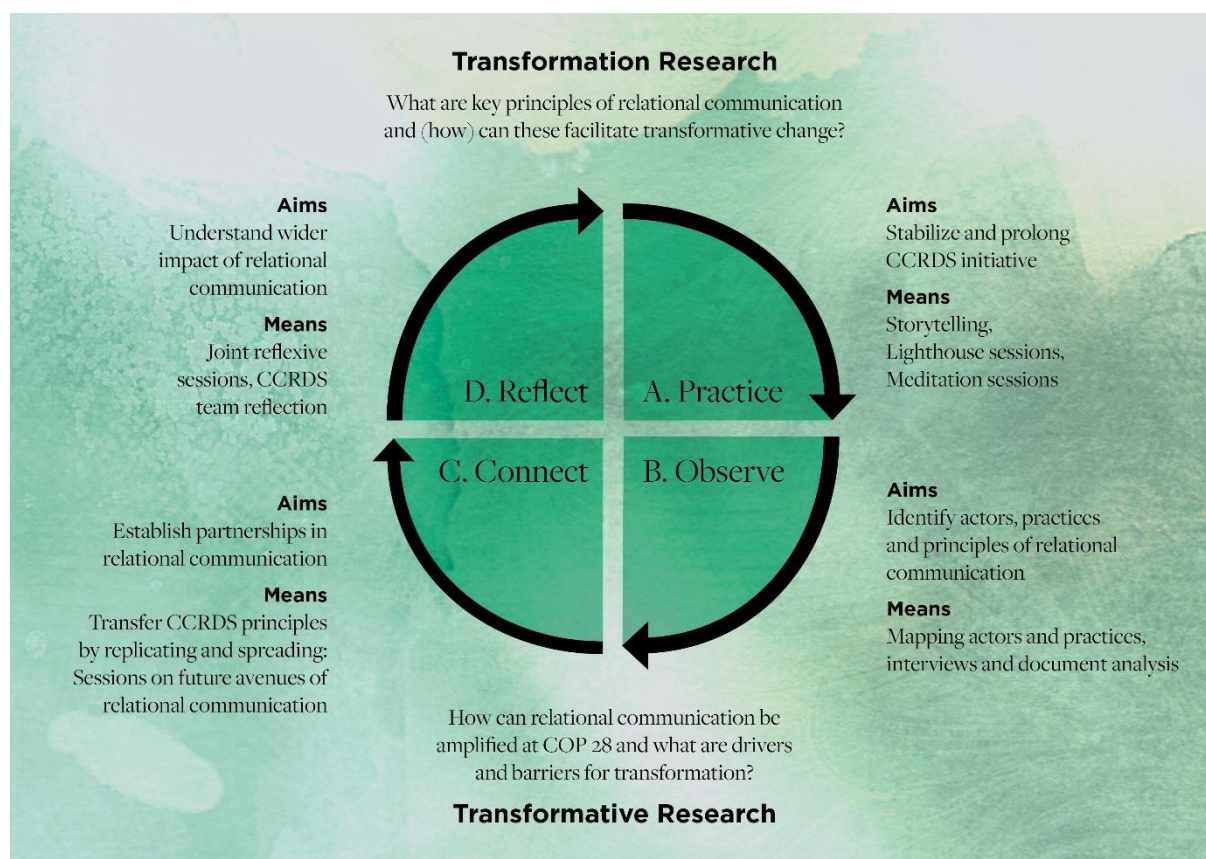 Transformation Research
What are key principles of relational communication
and (how) can these facilitate transformative change?
Aims
Understand wider
impact of relational
communication
Means
Joint reflexive
sessions, CCRDS
team reflection
Aims
Stabilize and prolong
CCRDS initiative
Means
Storytelling,
Lighthouse sessions,
Meditation sessions
D. Reflect
A. Practice
C. Connect
B. Observe
Aims
Establish partnerships in
relational communication
Means
Transfer CCRDS principles
by replicating and spreading:
Sessions on future avenues of
relational communication
Aims
Identify actors, practices
and principles of relational
communication
Means
Mapping actors and practices,
interviews and document analysis
How can relational communication be
amplified at COP 28 and what are drivers
and barriers for transformation?
Transformative Research